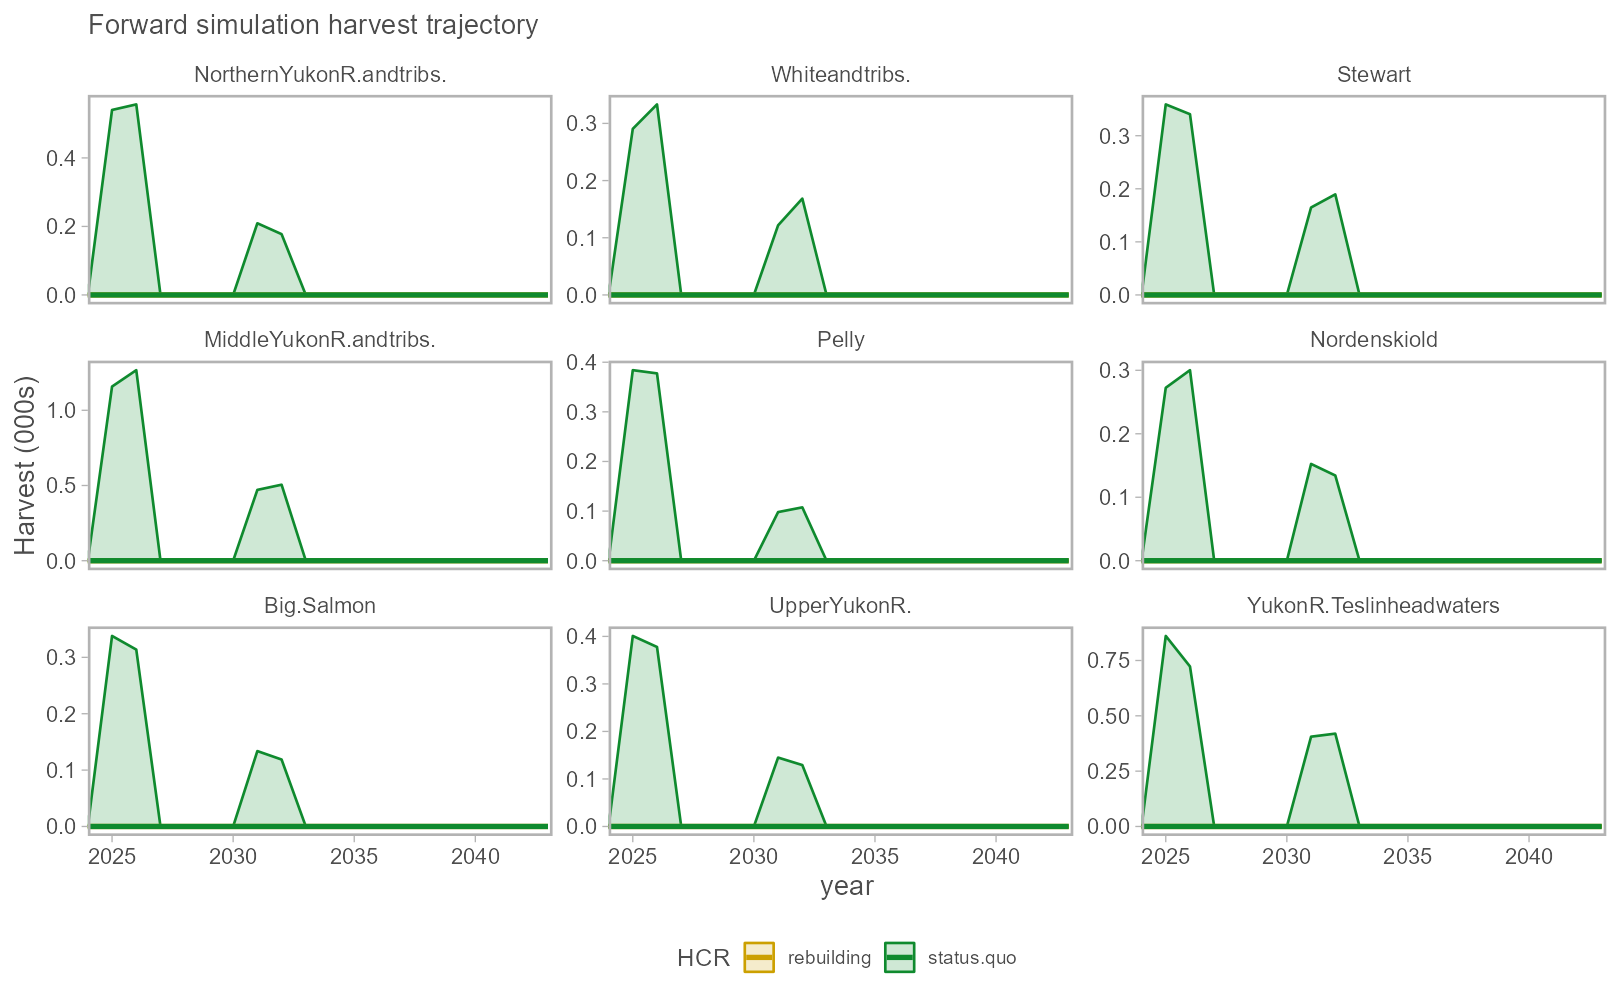 Forward simulation harvest trajectory
NorthernYukonR.andtribs.
Whiteandtribs.
Stewart
0.4
0.2
0.0
0.3
0.2
0.1
0.0
0.3
0.2
0.1
0.0
MiddleYukonR.andtribs.
Pelly
Nordenskiold
Harvest (000s)
1.0
0.5
0.0
0.4
0.3
0.2
0.1
0.0
0.3
0.2
0.1
0.0
Big.Salmon
UpperYukonR.
YukonR.Teslinheadwaters
0.3
0.2
0.1
0.0
0.4
0.3
0.2
0.1
0.0
0.75
0.50
0.25
0.00
2025 2030 2035 2040
2025 2030 2035 2040
2025 2030 2035 2040
year
HCR rebuilding status.quo